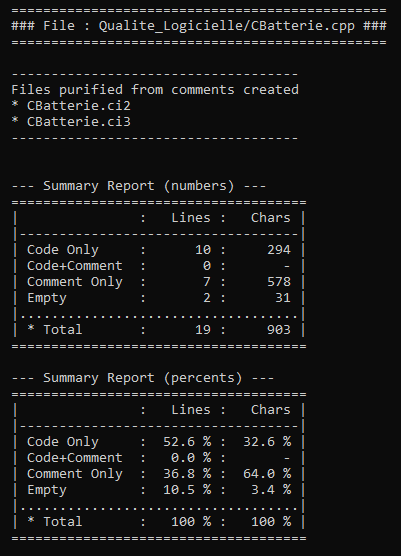 ===============================================
### File : Qualite_Logicielle/CBatterie.cpp ###
===============================================
------------------------------------
Files purified from comments created
* CBatterie.ci2
* CBatterie.ci3
------------------------------------
--- Summary Report (numbers) ---
=====================================
|               :   Lines :   Chars |
|-----------------------------------|
| Code Only     :      10 :     294 |
| Code+Comment  :       0 :       - |
| Comment Only  :       7 :     578 |
| Empty         :       2 :      31 |
|...................................|
| * Total       :      19 :     903 |
=====================================
--- Summary Report (percents) ---
=====================================
|               :   Lines :   Chars |
|-----------------------------------|
| Code Only     :  52.6 % :  32.6 % |
| Code+Comment  :   0.0 % :       - |
| Comment Only  :  36.8 % :  64.0 % |
| Empty         :  10.5 % :   3.4 % |
|...................................|
| * Total       :   100 % :   100 % |
=====================================